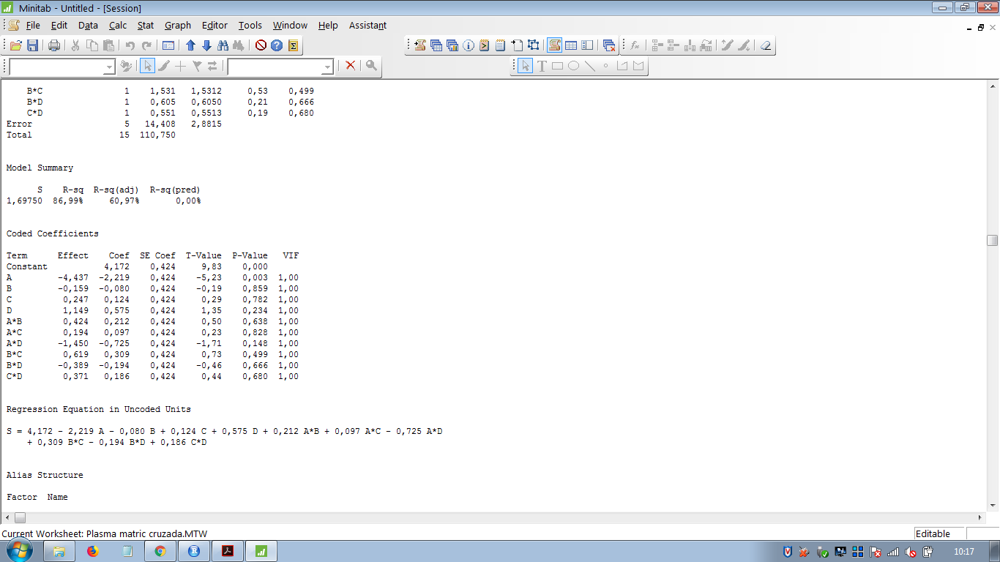 Minitab - Untitled - [Session]
File Edit Data Calc Stat Graph Editor Tools Window Help Assistant
B*C 1 1,531 1,5312 0,53 0,499
B*D 1 0,605 0,6050 0,21 0,666
C*D 1 0,551 0,5513 0,19 0,680
Error 5 14,408 2,8815
Total 15 110,750
Model Summary
S R-sq R-sq(adj) R-sq(pred)
1,69750 86,99% 60,97% 0,00%
Coded Coefficients
Term Effect Coef SE Coef T-Value P-Value VIF
Constant 4,172 0,424 9,83 0,000
A -4,437 -2,219 0,424 -5,23 0,003 1,00
B -0,159 -0,080 0,424 -0,19 0,859 1,00
C 0,247 0,124 0,424 0,29 0,782 1,00
D 1,149 0,575 0,424 1,35 0,234 1,00
A*B 0,424 0,212 0,424 0,50 0,638 1,00
A*C 0,194 0,097 0,424 0,23 0,828 1,00
A*D -1,450 -0,725 0,424 -1,71 0,148 1,00
B*C 0,619 0,309 0,424 0,73 0,499 1,00
B*D -0,389 -0,194 0,424 -0,46 0,666 1,00
C*D 0,371 0,186 0,424 0,44 0,680 1,00
Regression Equation in Uncoded Units
S = 4,172 - 2,219 A - 0,080 B + 0,124 C + 0,575 D + 0,212 A*B + 0,097 A*C - 0,725 A*D
+ 0,309 B*C - 0,194 B*D + 0,186 C*D
Alias Structure
Factor Name
Current Worksheet: Plasma matric cruzada.MTW
Editable
10:17